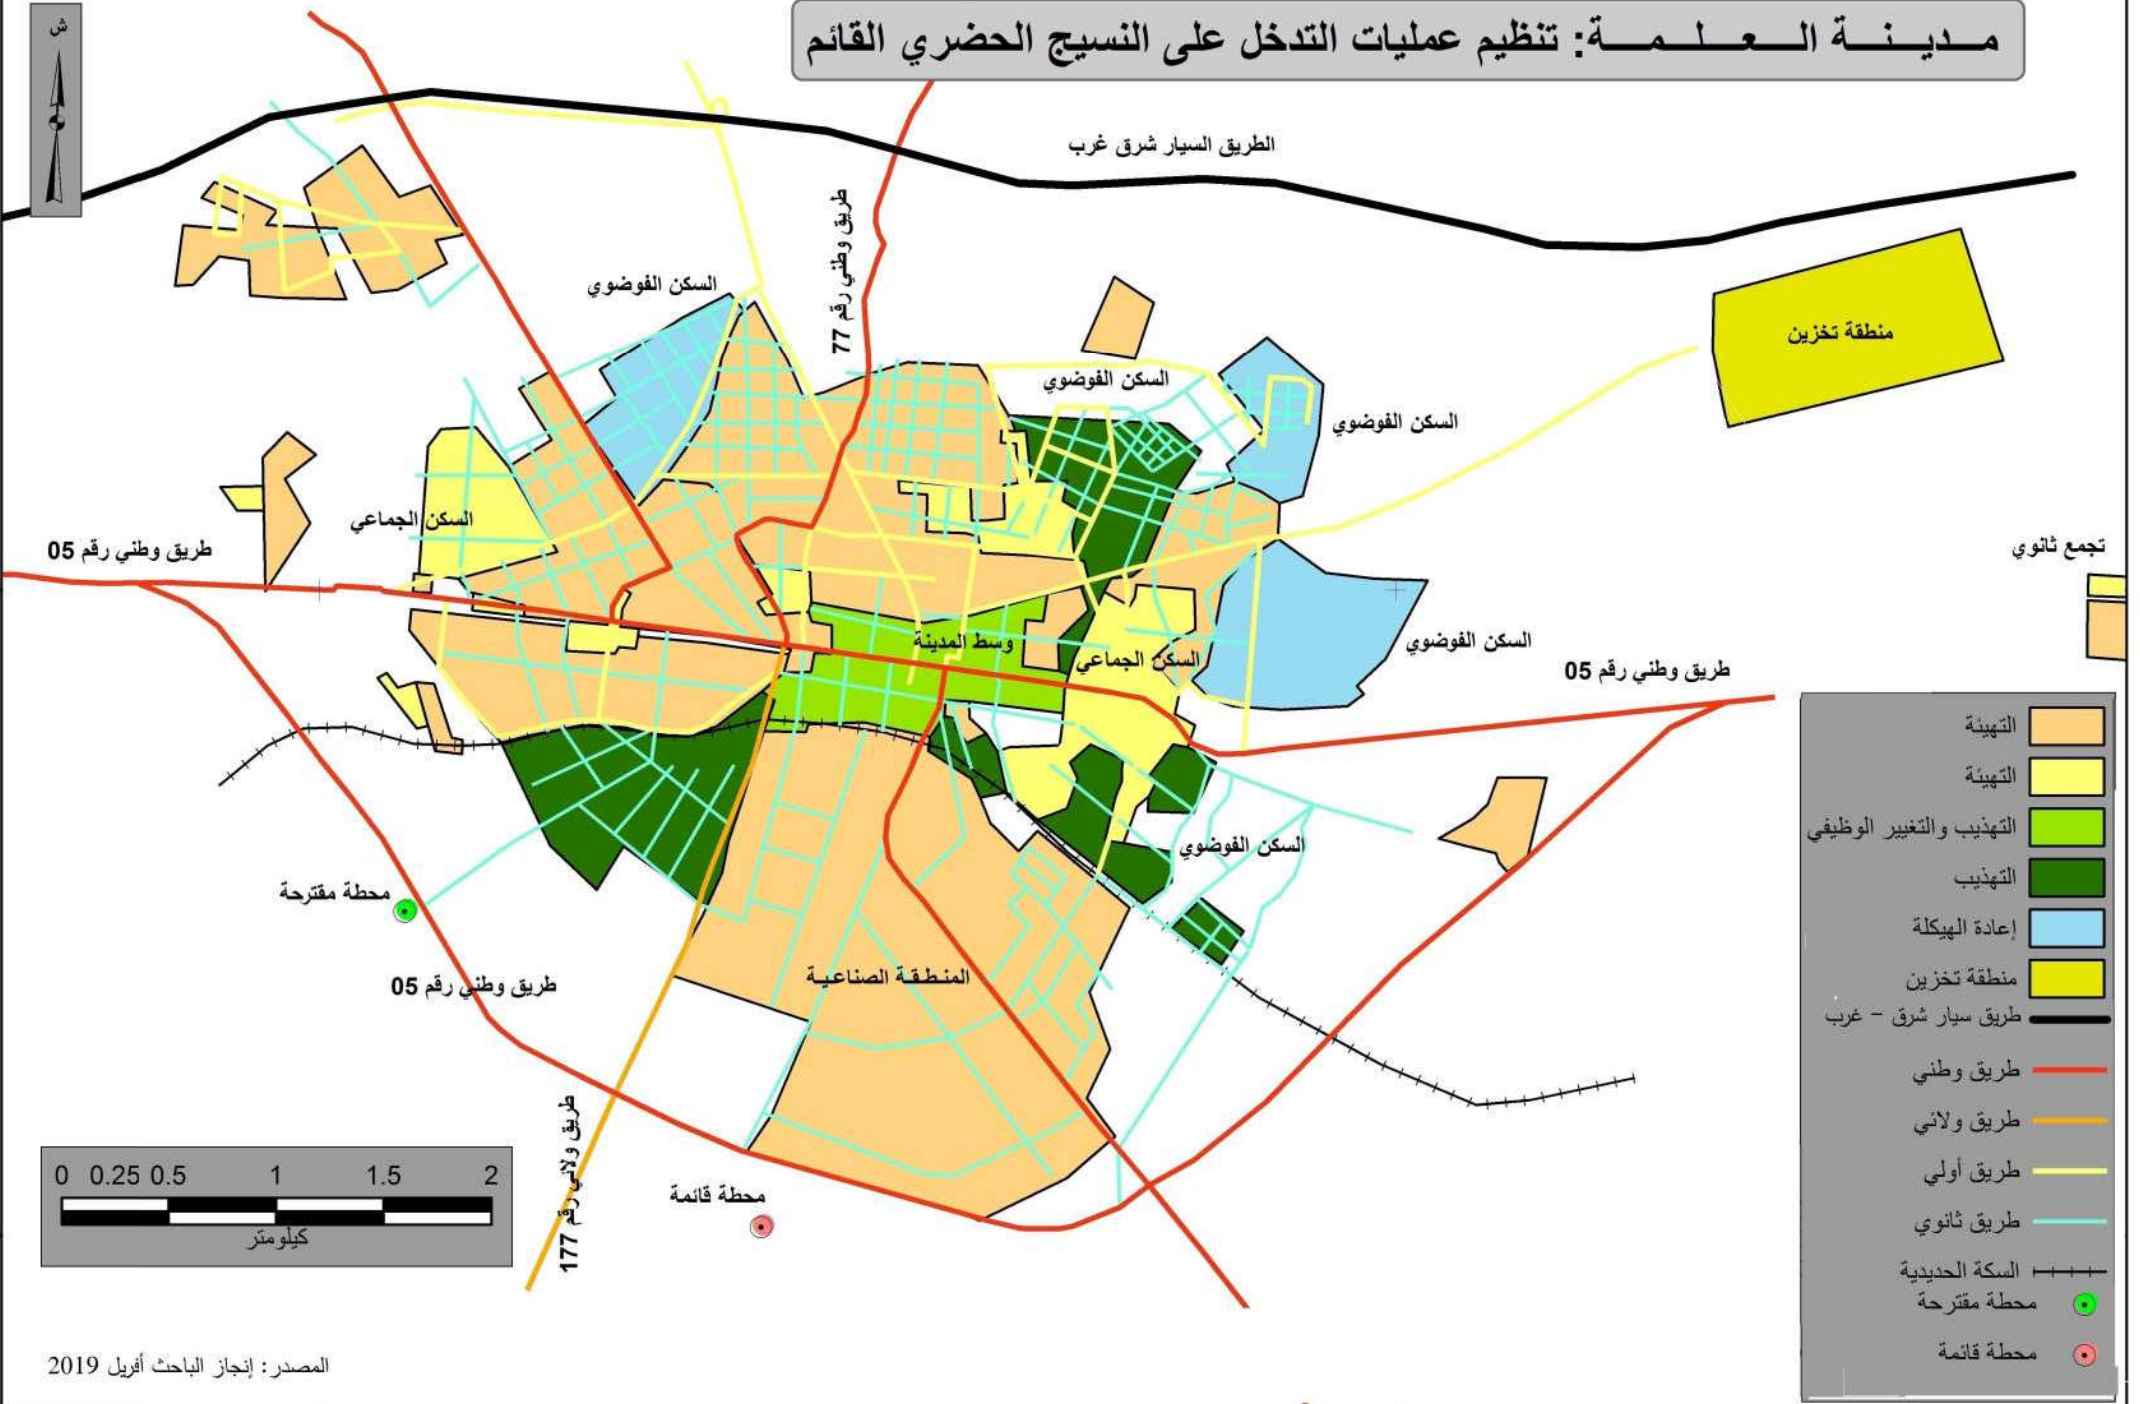 مـديـنـة الـعـلـمـة: تنظيم عمليات التدخل على النسيج الحضري القائم
ش
الطريق السيار شرق غرب
طريق وطني رقم 77
السكن الفوضوي
منطقة تخزين
السكن الفوضوي
السكن الفوضوي
السكن الجماعي
طريق وطني رقم 05
تجمع ثانوي
وسط المدينة
السكن الجماعي
السكن الفوضوي
طريق وطني رقم 05
السكن الفوضوي
محطة مقترحة
طريق وطني رقم 05
المنطقة الصناعية
طريق ولائي رقم 177
محطة قائمة
التهيئة
التهيئة
التهذيب والتغيير الوظيفي
التهذيب
إعادة الهيكلة
منطقة تخزين
طريق سيار شرق - غرب
طريق وطني
طريق ولائي
طريق أولي
طريق ثانوي
السكة الحديدية
محطة مقترحة
محطة قائمة
0 0.25 0.5 1 1.5 2
كيلومتر
المصدر: إنجاز الباحث أفريل 2019